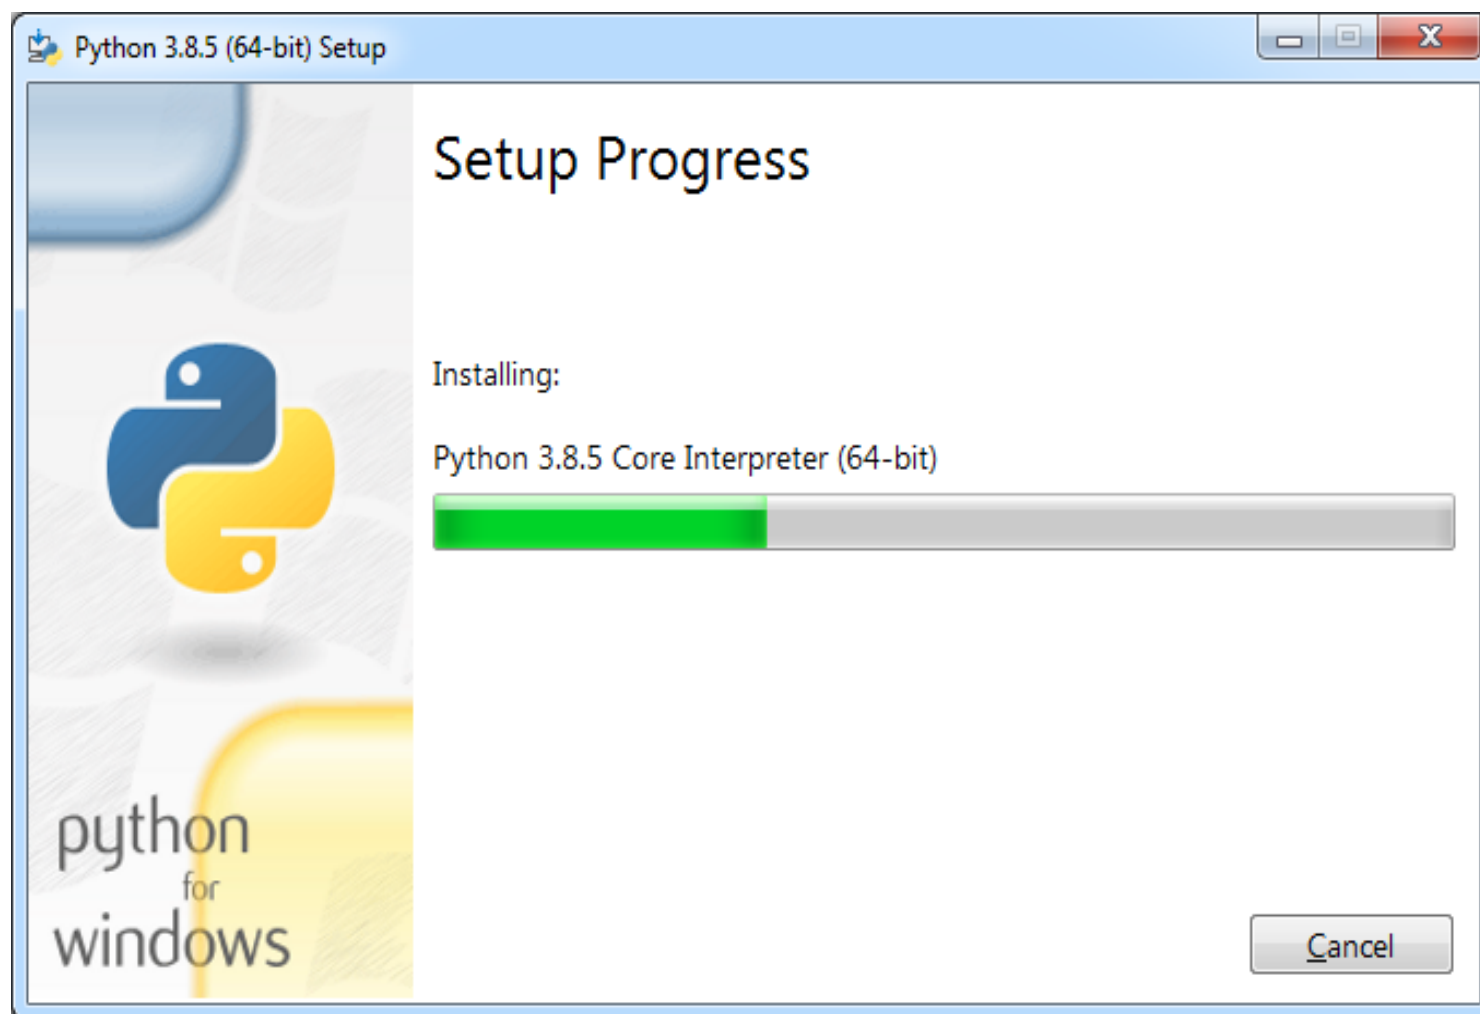 Python 3.8.5 (64-bit) Setup
Setup Progress
Installing:
Python 3.8.5 Core Interpreter (64-bit)
python
for
windows
Cancel